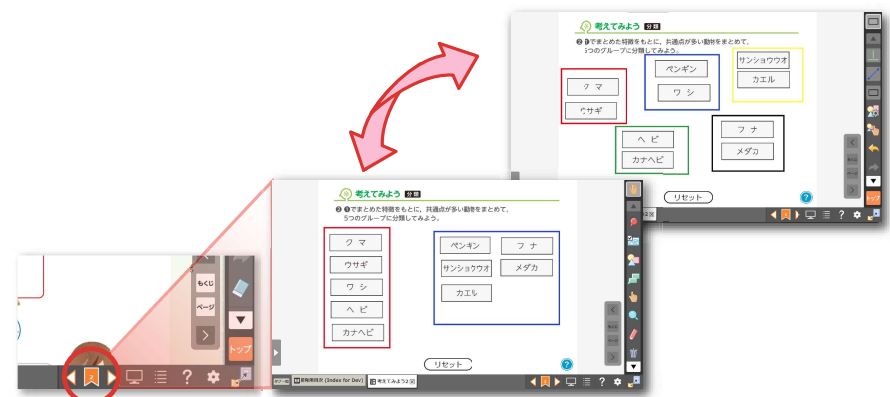 考えてみよう 分類
❷ ❶でまとめた特徴をもとに、共通点が多い動物をまとめて、
5つのグループに分類してみよう。
クマ
ウサギ
ペンギン
ワシ
サンショウウオ
カエル
ヘビ
カナヘビ
フナ
メダカ
リセット
トップ
?
考えてみよう 分類
❷ ❶でまとめた特徴をもとに、共通点が多い動物をまとめて、
5つのグループに分類してみよう。
クマ
ウサギ
ワシ
ヘビ
カナヘビ
ペンギン
フナ
サンショウウオ
メダカ
カエル
リセット
(Index for Dev)
考えてみよう2
?
もくじ
ページ
トップ
2
?